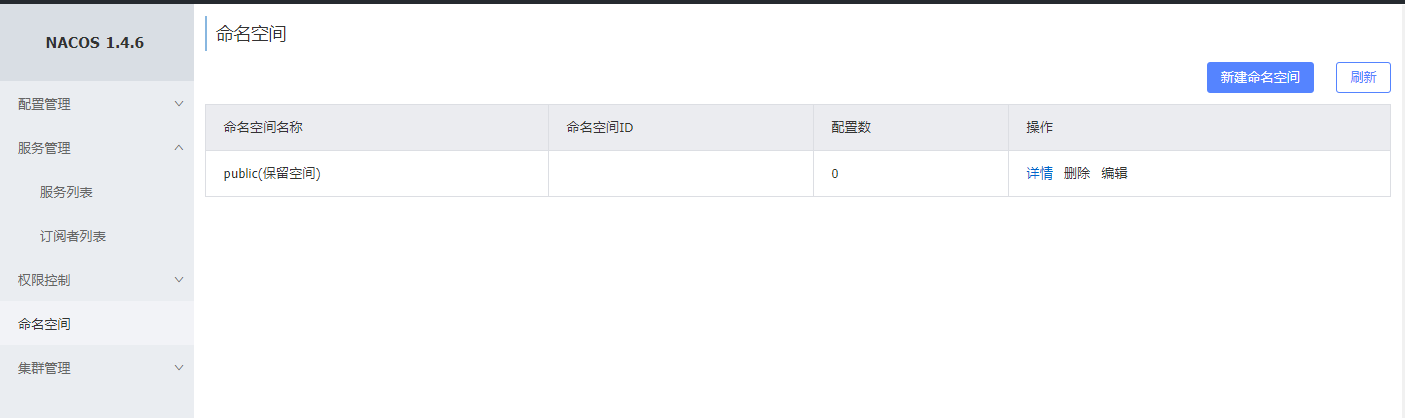 NACOS 1.4.6
配置管理
服务管理
服务列表
订阅者列表
权限控制
命名空间
集群管理
命名空间
新建命名空间 刷新
命名空间名称 命名空间ID 配置数 操作
public(保留空间) 0 详情 删除 编辑